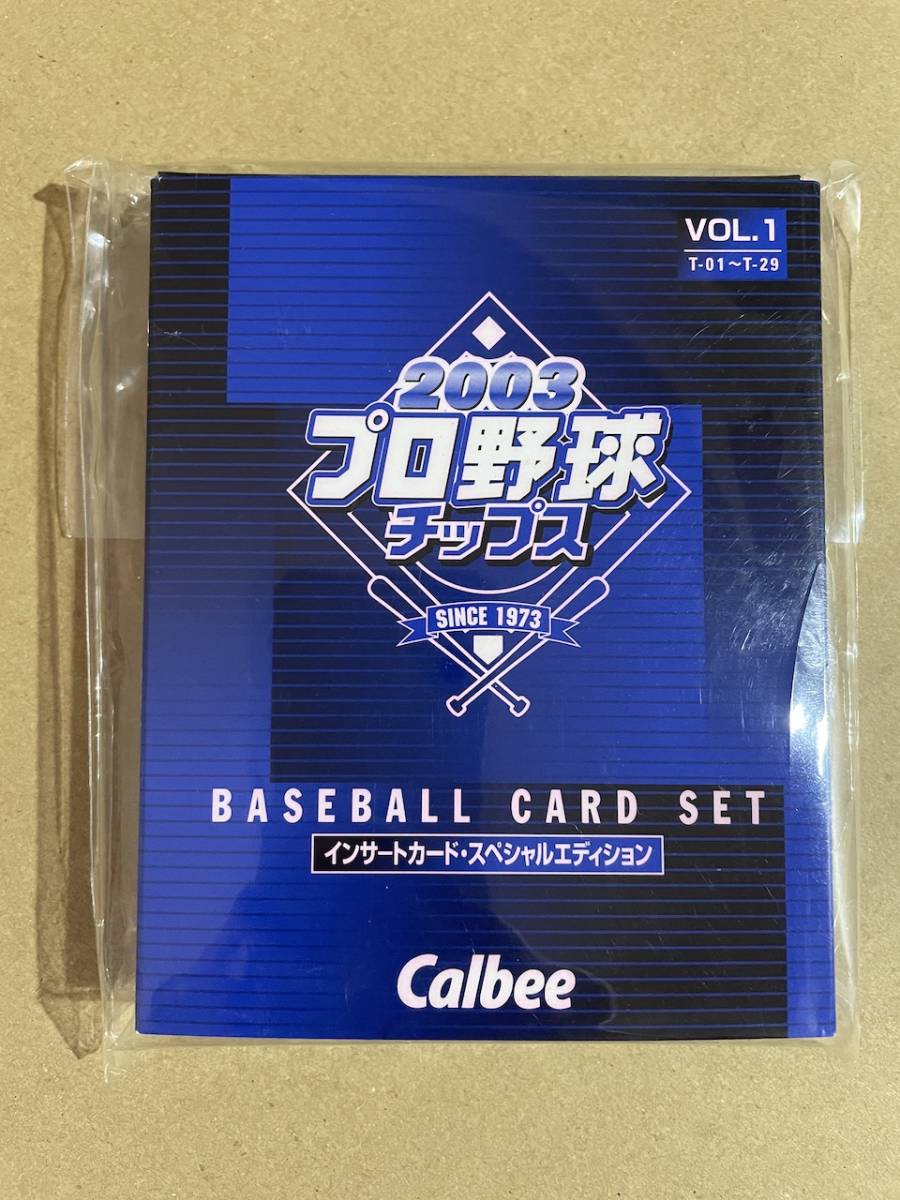 VOL.1
T-01～T-29
2003
プロ野球
チップス
SINCE 1973
BASEBALL CARD SET
インサートカード・スペシャルエディション
Calbee